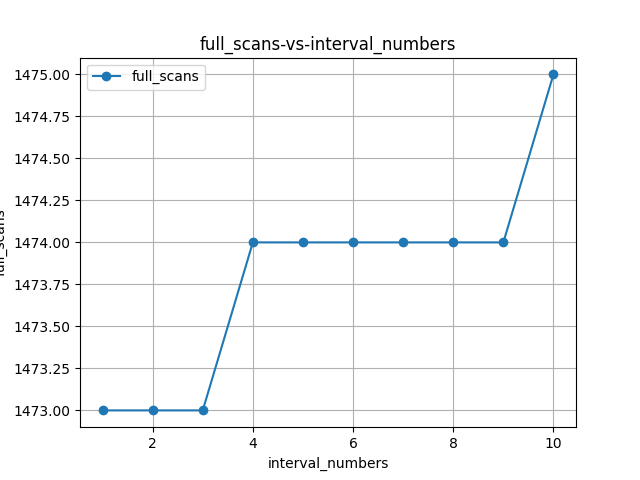 full_scans-vs-interval_numbers
full_scans
1475.00
1474.75
1474.50
1474.25
1474.00
1473.75
1473.50
1473.25
1473.00
full_scans
2 4 6 8 10
interval_numbers